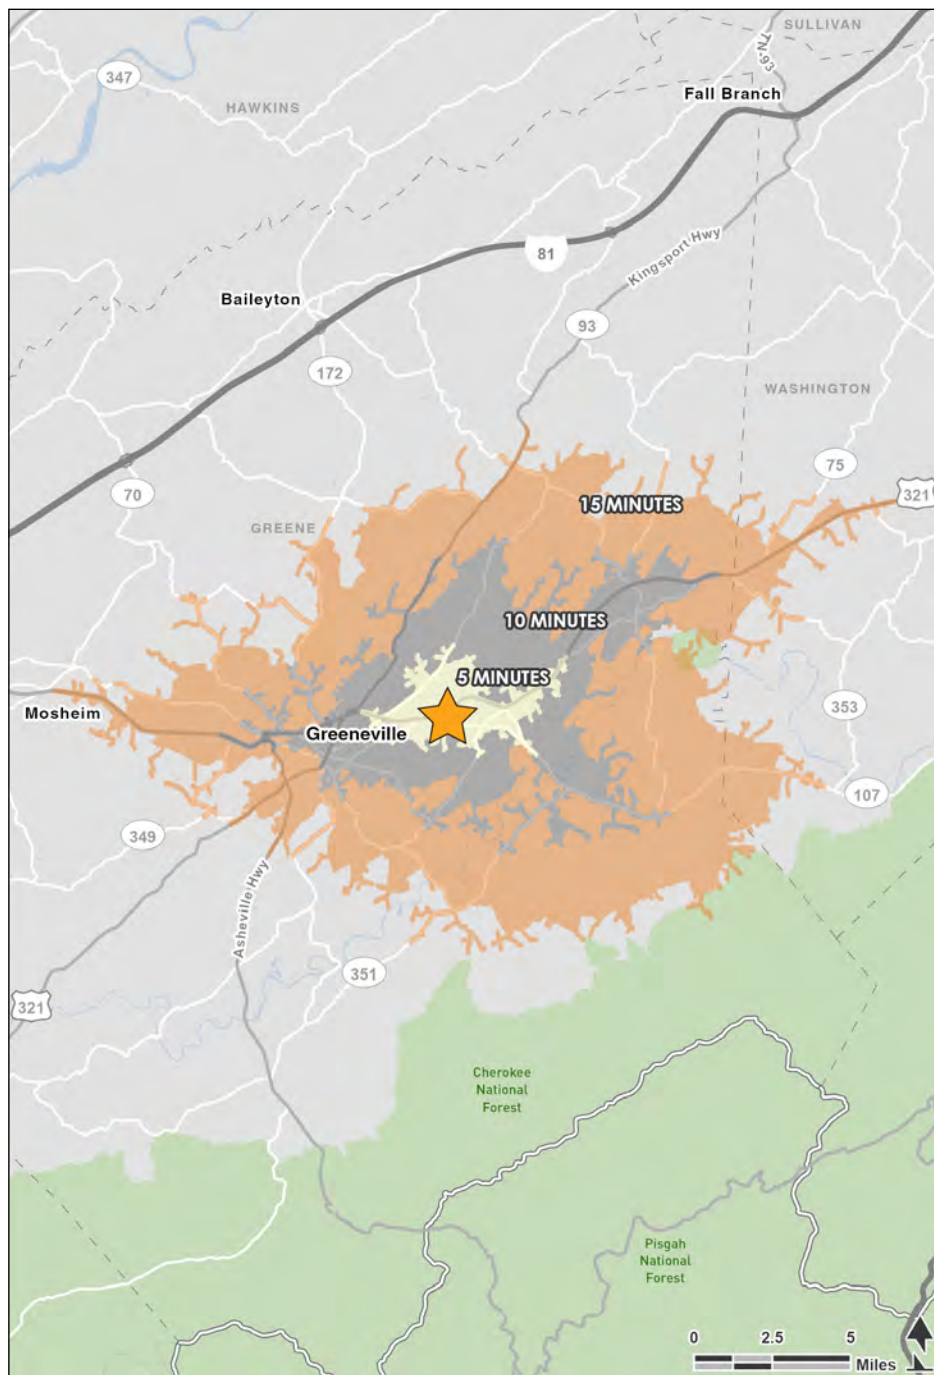 SULLIVAN
TN-93
347
Fall Branch
HAWKINS
81
Kingsport Hwy
Baileyton
93
172
WASHINGTON
75
70
321
15 MINUTES
GREENE
10 MINUTES
5 MINUTES
Mosheim
353
Greeneville
107
349
Asheville Hwy
351
321
Cherokee
National
Forest
Pisgah
National
Forest
0 2.5 5
Miles